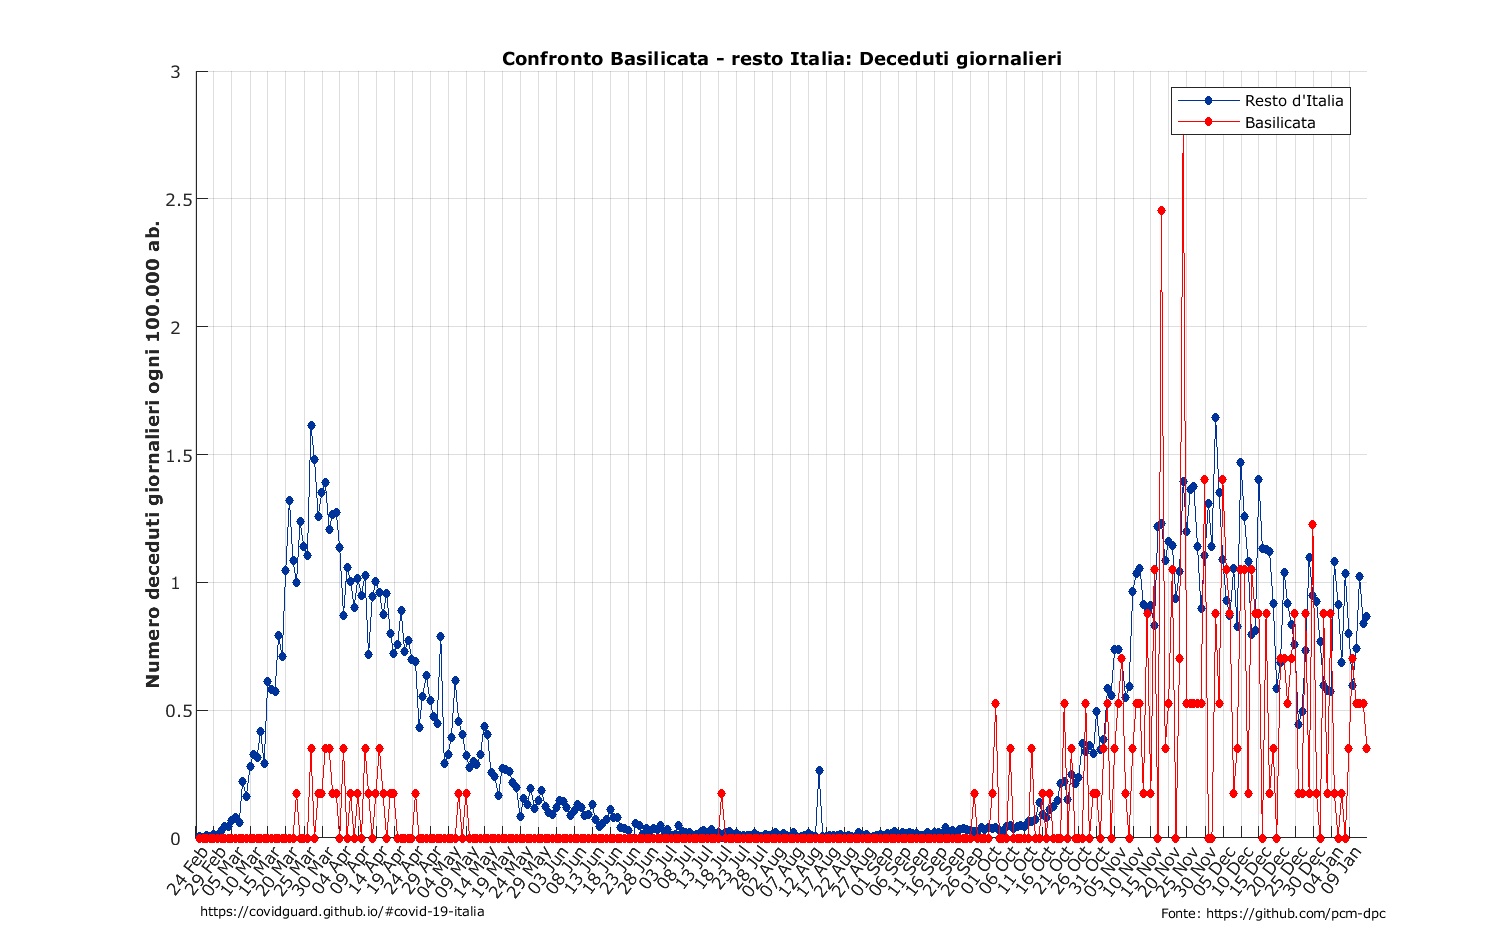 Confronto Basilicata - resto Italia: Deceduti giornalieri
Resto d'Italia
Basilicata
Numero deceduti giornalieri ogni 100.000 ab.
3
2.5
2
1.5
1
0.5
0
24 Feb
29 Feb
05 Mar
10 Mar
15 Mar
20 Mar
25 Mar
30 Mar
04 Apr
09 Apr
14 Apr
19 Apr
24 Apr
29 Apr
04 May
09 May
14 May
19 May
24 May
29 May
03 Jun
08 Jun
13 Jun
18 Jun
23 Jun
28 Jun
03 Jul
08 Jul
13 Jul
18 Jul
23 Jul
28 Jul
02 Aug
07 Aug
12 Aug
17 Aug
22 Aug
27 Aug
01 Sep
06 Sep
11 Sep
16 Sep
21 Sep
26 Sep
01 Oct
06 Oct
11 Oct
16 Oct
21 Oct
26 Oct
31 Oct
05 Nov
10 Nov
15 Nov
20 Nov
25 Nov
30 Nov
05 Dec
10 Dec
15 Dec
20 Dec
25 Dec
30 Dec
04 Jan
09 Jan
https://covidguard.github.io/#covid-19-italia
Fonte: https://github.com/pcm-dpc